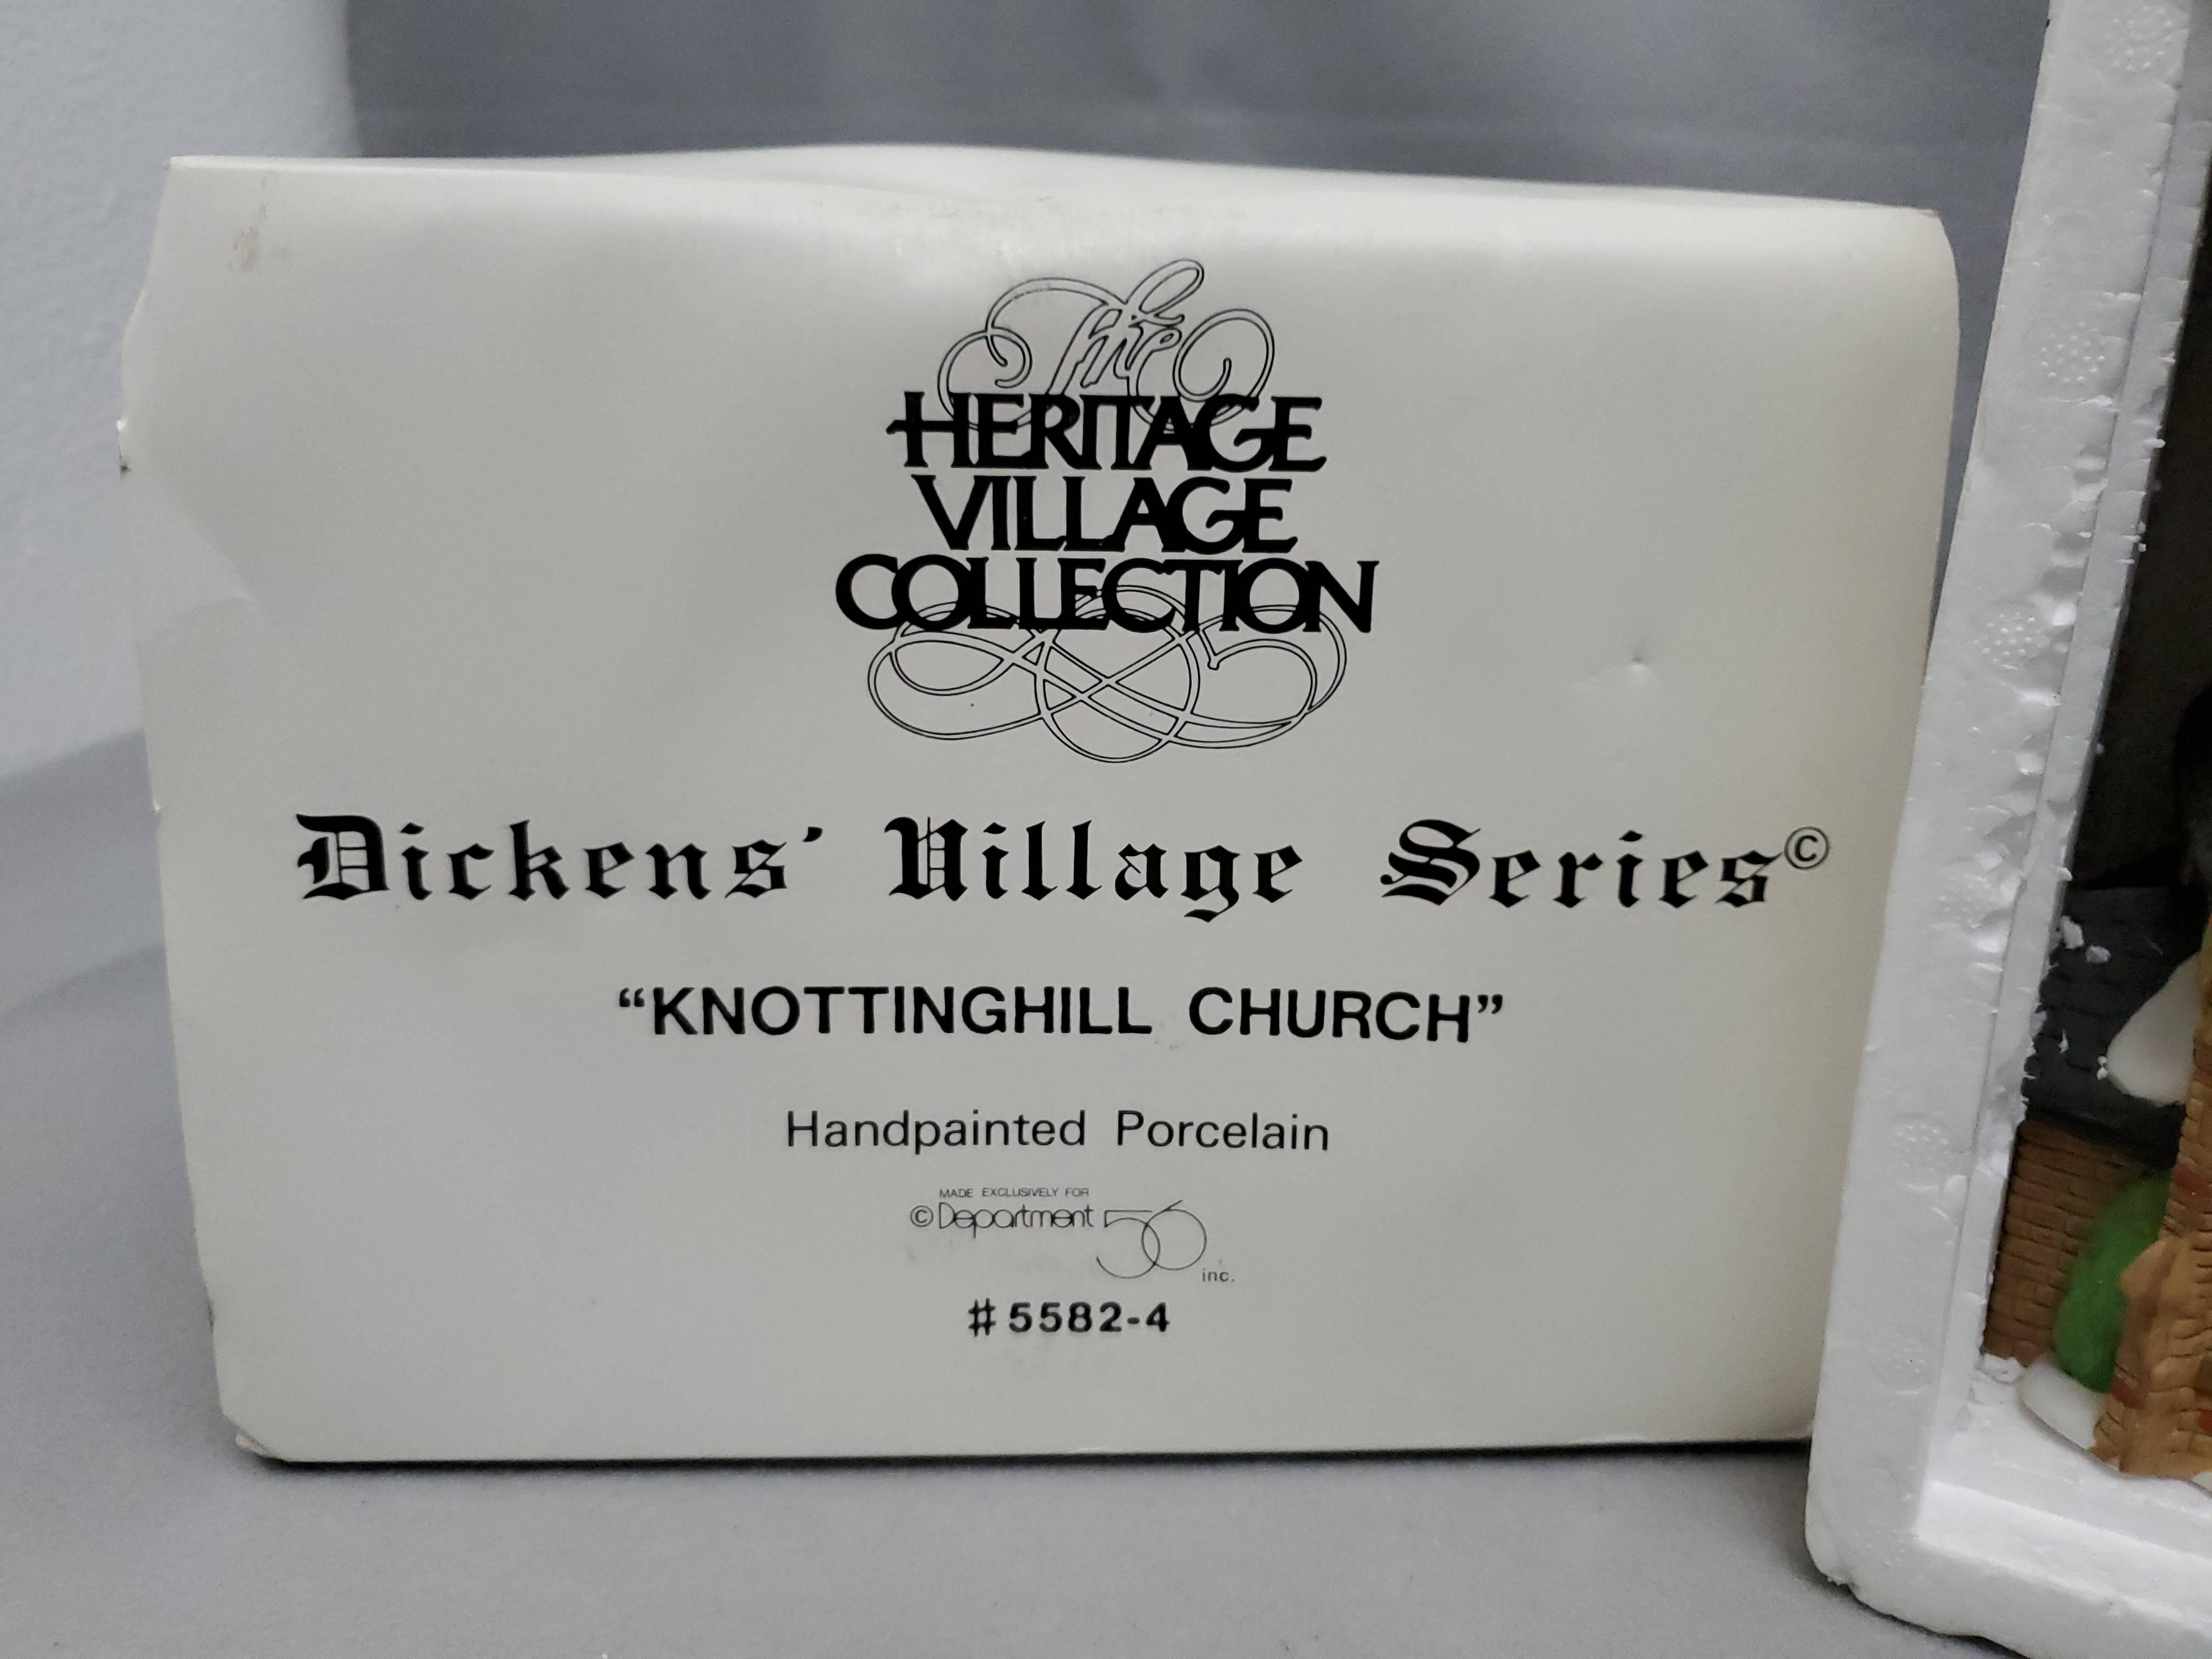 The
HERITAGE
VILLAGE
COLLECTION
Dickens' Village Series©
“KNOTTINGHILL CHURCH”
Handpainted Porcelain
MADE EXCLUSIVELY FOR
© Department 56
inc.
#5582-4